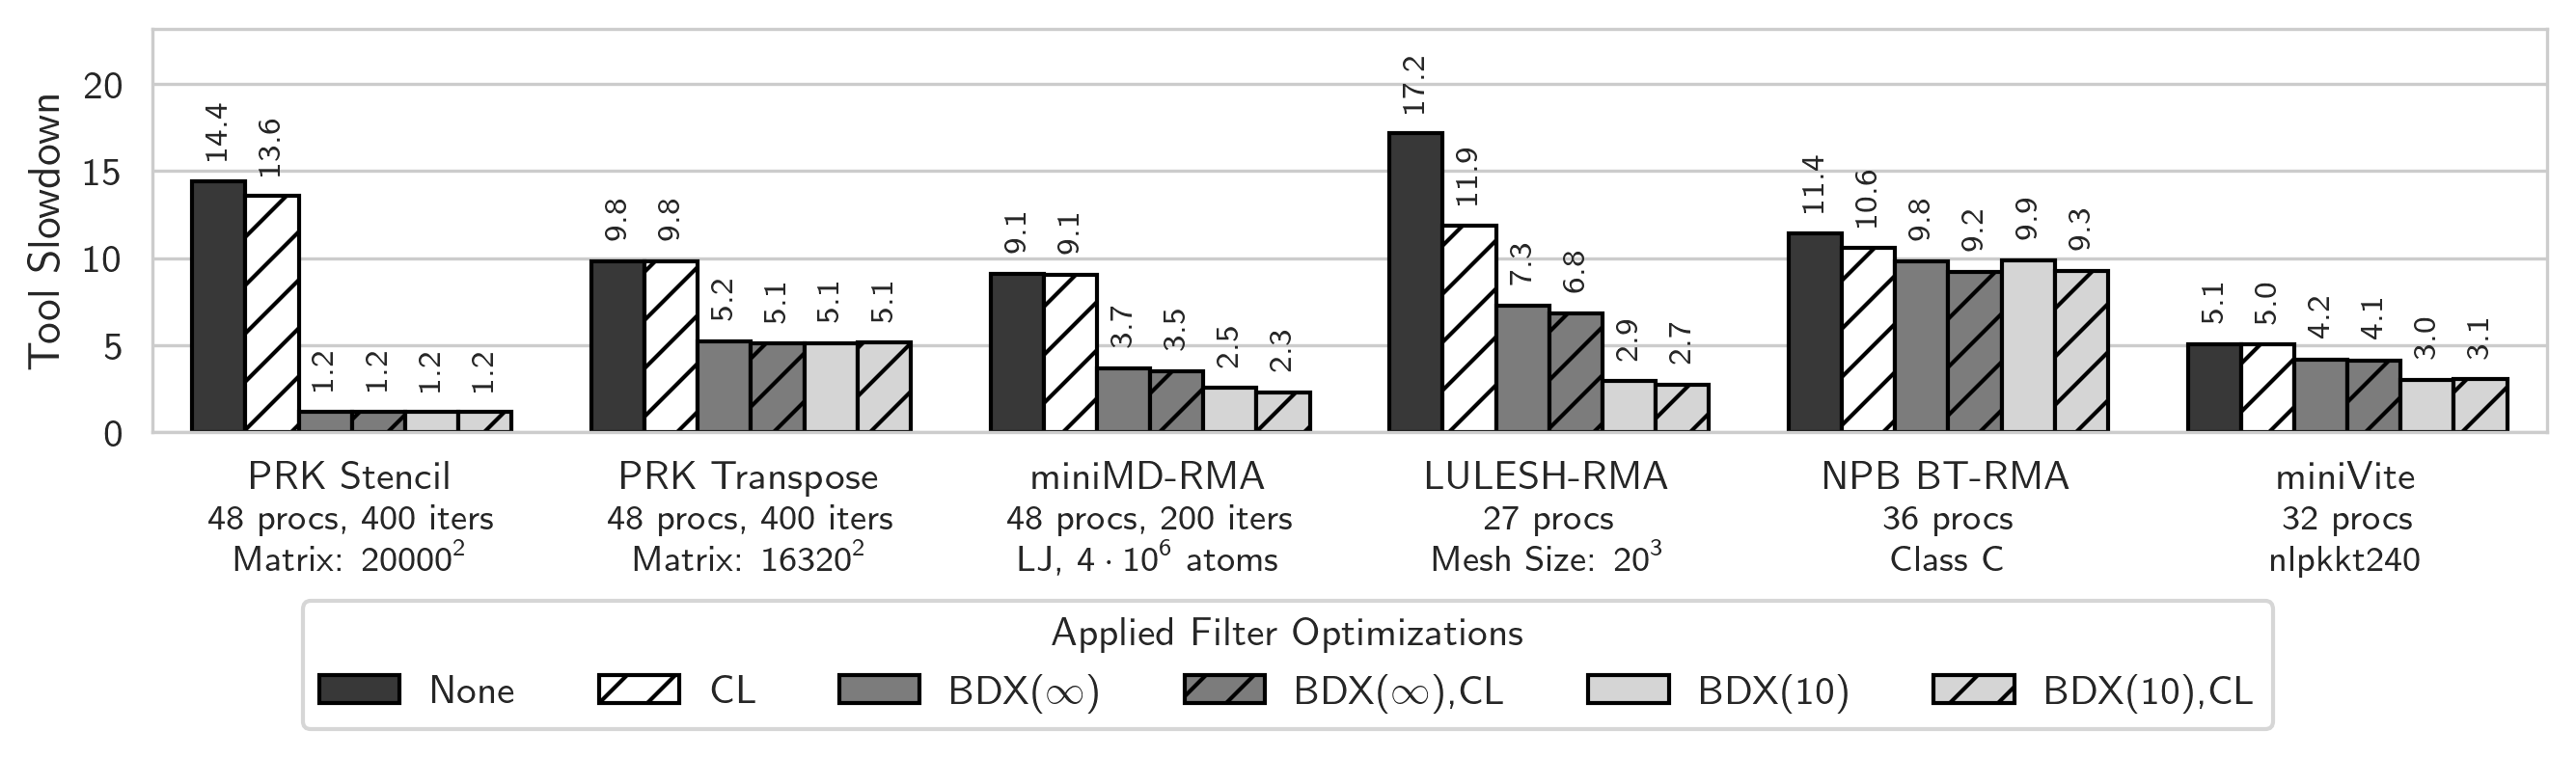 Tool Slowdown
20
15
10
5
0
14.4 13.6 1.2 1.2 1.2 1.2
9.8 9.8 5.2 5.1 5.1 5.1
9.1 9.1 3.7 3.5 2.5 2.3
17.2 11.9 7.3 6.8 2.9 2.7
11.4 10.6 9.8 9.2 9.9 9.3
5.1 5.0 4.2 4.1 3.0 3.1
PRK Stencil
48 procs, 400 iters
Matrix: 20000²
PRK Transpose
48 procs, 400 iters
Matrix: 16320²
miniMD-RMA
48 procs, 200 iters
LJ, 4 · 10⁶ atoms
LULESH-RMA
27 procs
Mesh Size: 20³
NPB BT-RMA
36 procs
Class C
miniVite
32 procs
nlpkkt240
Applied Filter Optimizations
None CL BDX(∞) BDX(∞),CL BDX(10) BDX(10),CL